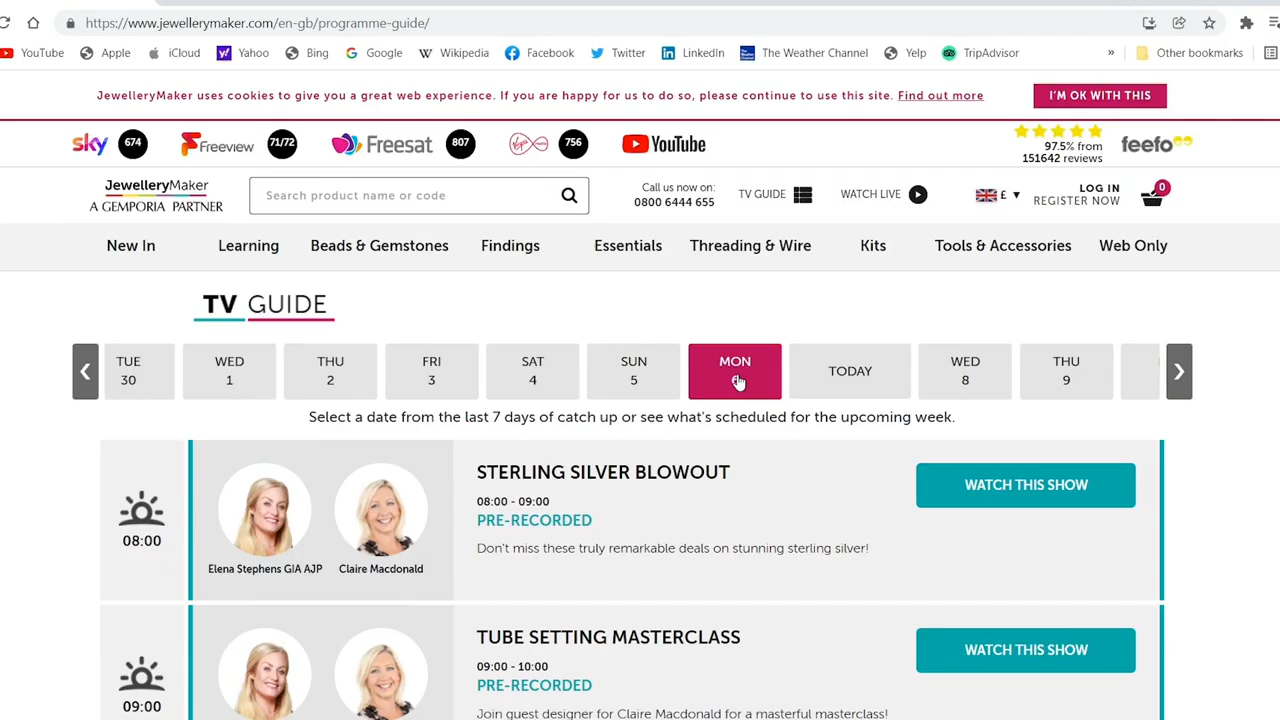 https://www.jewellerymaker.com/en-gb/programme-guide/
YouTube Apple iCloud Yahoo Bing Google Wikipedia Facebook Twitter LinkedIn The Weather Channel Yelp TripAdvisor » Other bookmarks
JewelleryMaker uses cookies to give you a great web experience. If you are happy for us to do so, please continue to use this site. Find out more
I'M OK WITH THIS
sky 674 Freeview 71/72 Freesat 807 Virgin media 756 YouTube
97.5% from
151642 reviews
feefo
JewelleryMaker
A GEMPORIA PARTNER
Search product name or code
Call us now on:
0800 6444 655
TV GUIDE
WATCH LIVE
£
LOG IN
REGISTER NOW
0
New In Learning Beads & Gemstones Findings Essentials Threading & Wire Kits Tools & Accessories Web Only
TV GUIDE
TUE
30
WED
1
THU
2
FRI
3
SAT
4
SUN
5
MON
TODAY
WED
8
THU
9
Select a date from the last 7 days of catch up or see what's scheduled for the upcoming week.
08:00
Elena Stephens GIA AJP
Claire Macdonald
STERLING SILVER BLOWOUT
08:00 - 09:00
PRE-RECORDED
Don't miss these truly remarkable deals on stunning sterling silver!
WATCH THIS SHOW
09:00
TUBE SETTING MASTERCLASS
09:00 - 10:00
PRE-RECORDED
Join guest designer for Claire Macdonald for a masterful masterclass!
WATCH THIS SHOW